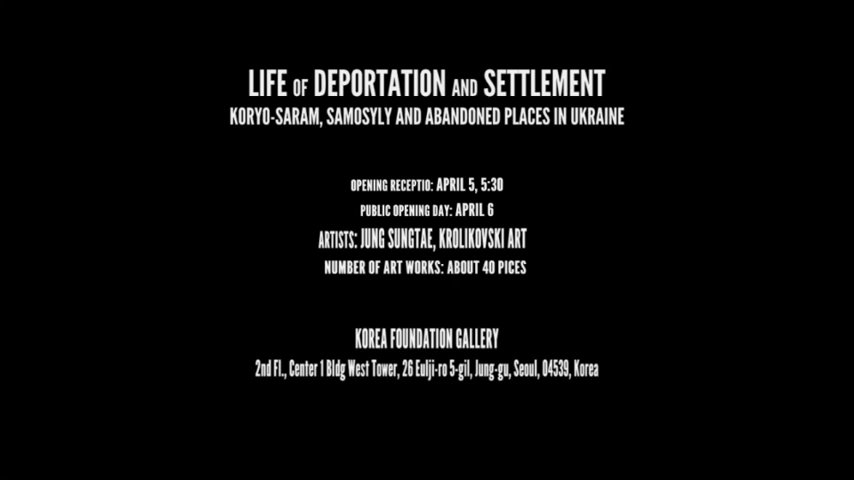 LIFE OF DEPORTATION AND SETTLEMENT
KORYO-SARAM, SAMOSYLY AND ABANDONED PLACES IN UKRAINE
OPENING RECEPTIO: APRIL 5, 5:30
PUBLIC OPENING DAY: APRIL 6
ARTISTS: JUNG SUNGTAE, KROLIKOVSKI ART
NUMBER OF ART WORKS: ABOUT 40 PICES
KOREA FOUNDATION GALLERY
2nd Fl., Center 1 Bldg West Tower, 26 Eulji-ro 5-gil, Jung-gu, Seoul, 04539, Korea